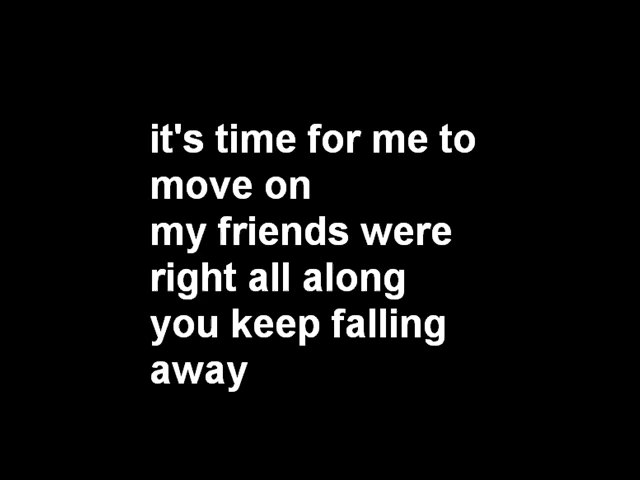 it's time for me to
move on
my friends were
right all along
you keep falling
away